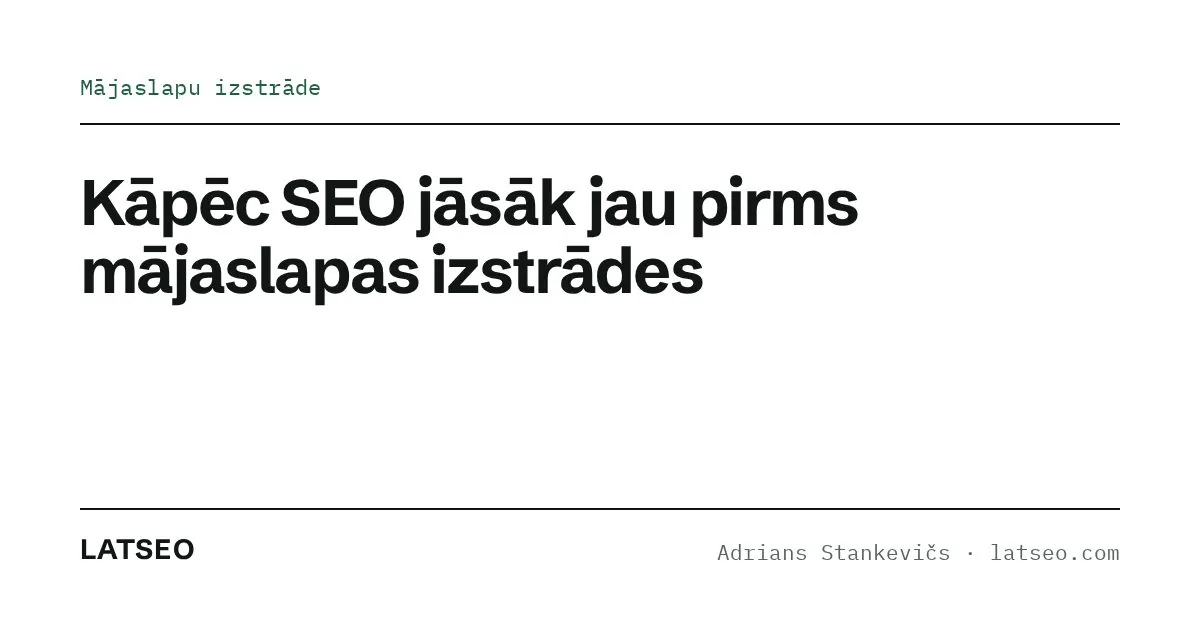 Mājaslapu izstrāde
Kāpēc SEO jāsāk jau pirms
mājaslapas izstrādes
LATSEO
Adrians Stankevičs · latseo.com